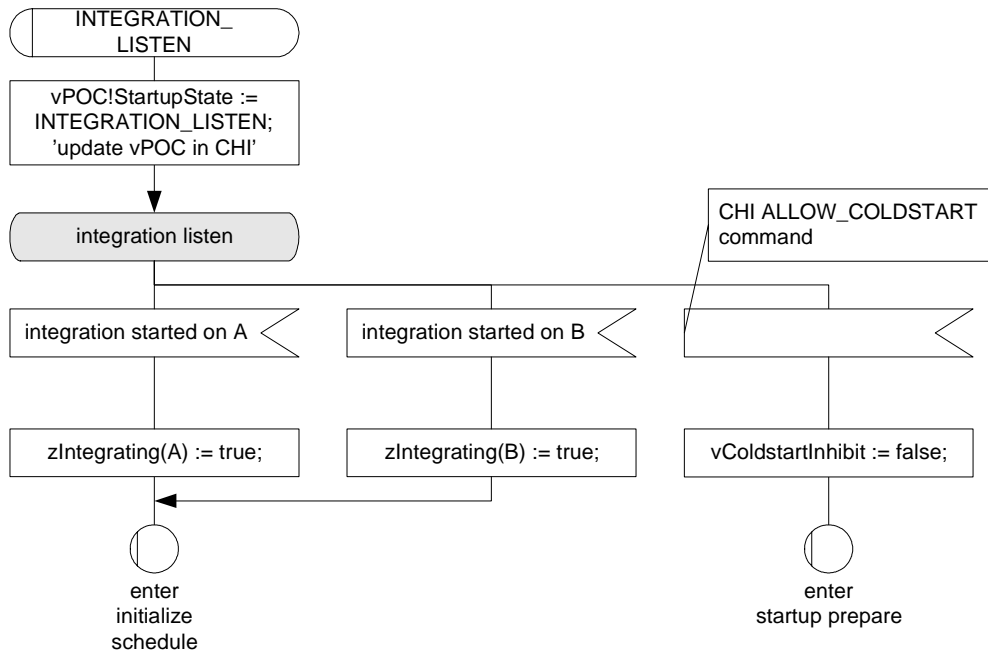 INTEGRATION_
LISTEN
vPOC!StartupState :=
INTEGRATION_LISTEN;
’update vPOC in CHI’
integration listen
CHI ALLOW_COLDSTART
command
integration started on A
integration started on B
zIntegrating(A) := true;
zIntegrating(B) := true;
vColdstartInhibit := false;
enter
initialize
schedule
enter
startup prepare